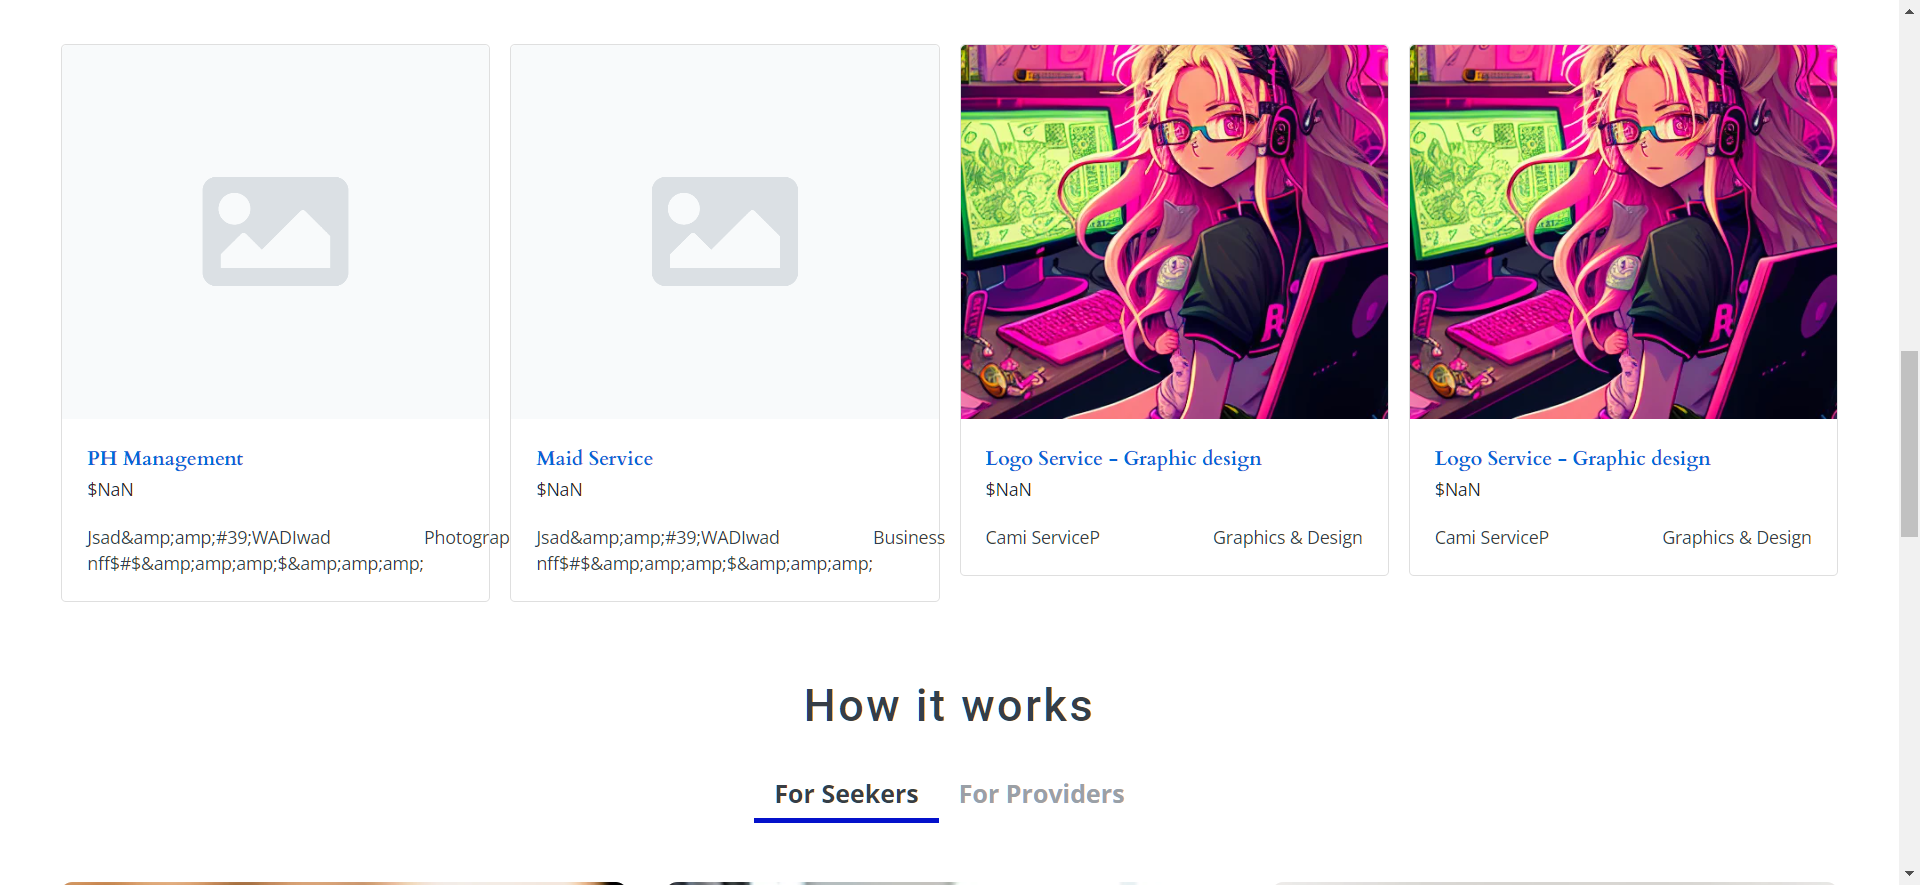 PH Management
$NaN
Jsad&amp;amp;#39;WADIwad
nff$#$&amp;amp;amp;$&amp;amp;amp;
Photograp
Maid Service
$NaN
Jsad&amp;amp;#39;WADIwad
nff$#$&amp;amp;amp;$&amp;amp;amp;
Business
Logo Service - Graphic design
$NaN
Cami ServiceP
Graphics & Design
Logo Service - Graphic design
$NaN
Cami ServiceP
Graphics & Design
How it works
For Seekers
For Providers